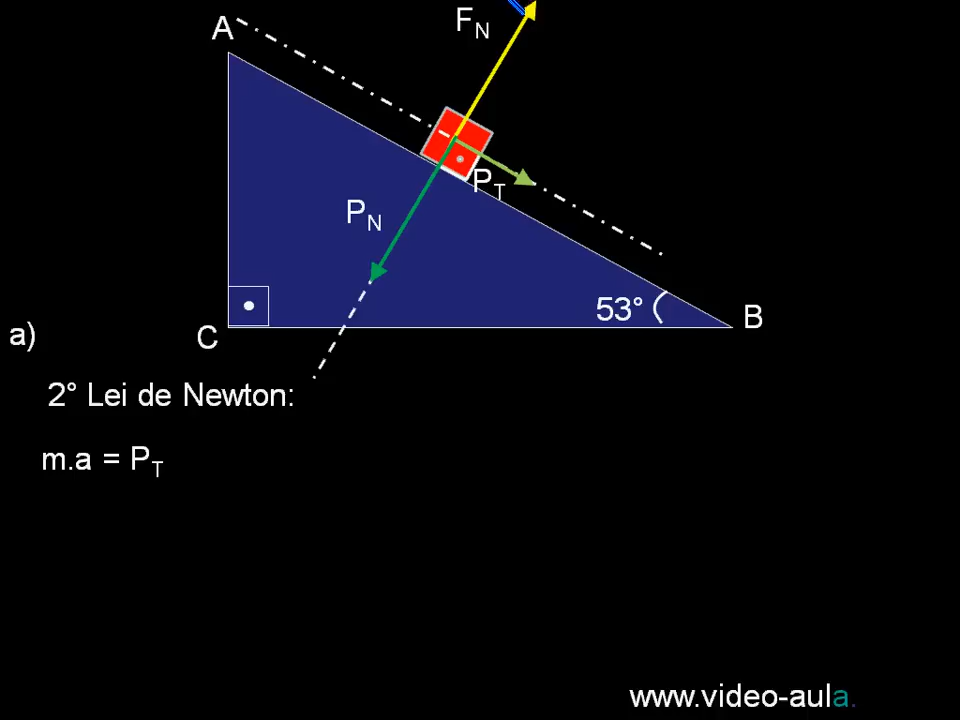 A
F_N
P_T
P_N
53°
B
C
a)
2° Lei de Newton:
m.a = P_T
www.video-aula.